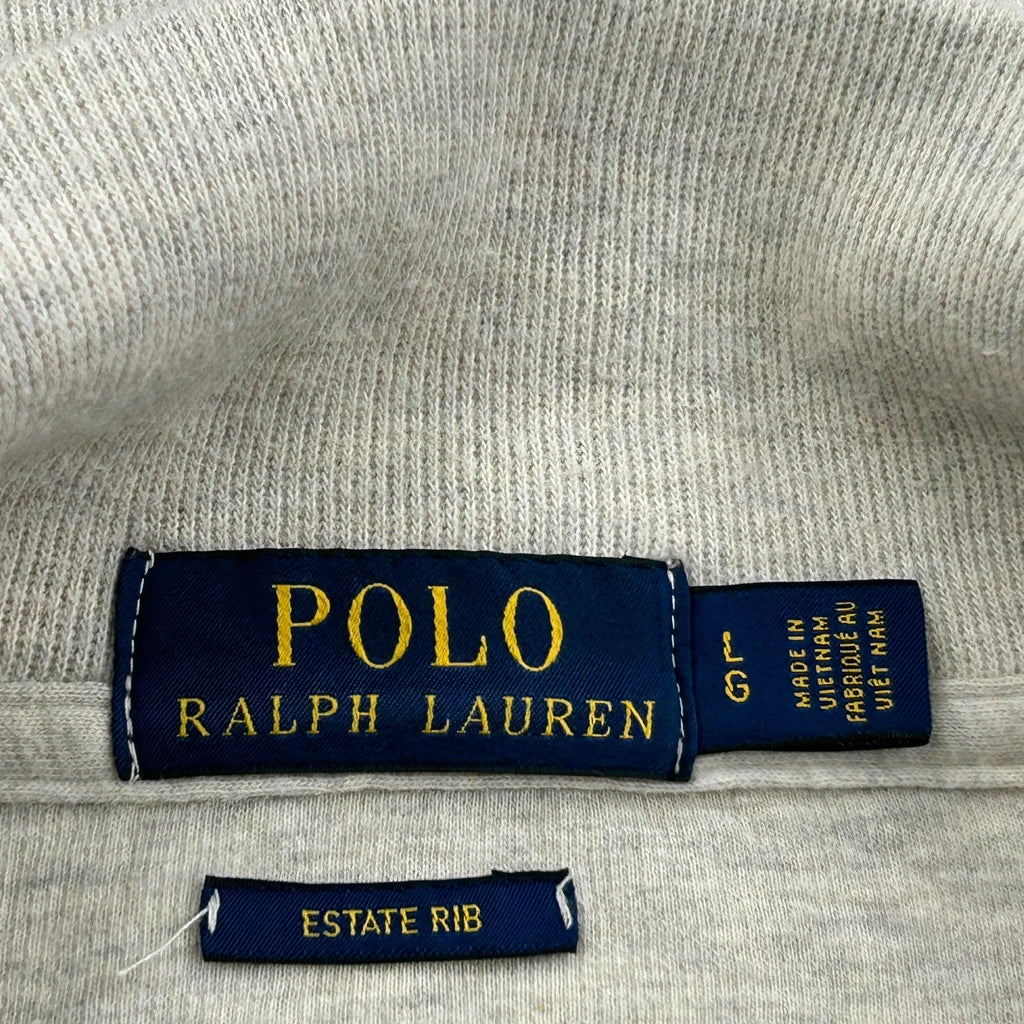 POLO
RALPH LAUREN
L G
MADE IN
VIETNAM
FABRIQUÉ AU
VIÊT NAM
ESTATE RIB